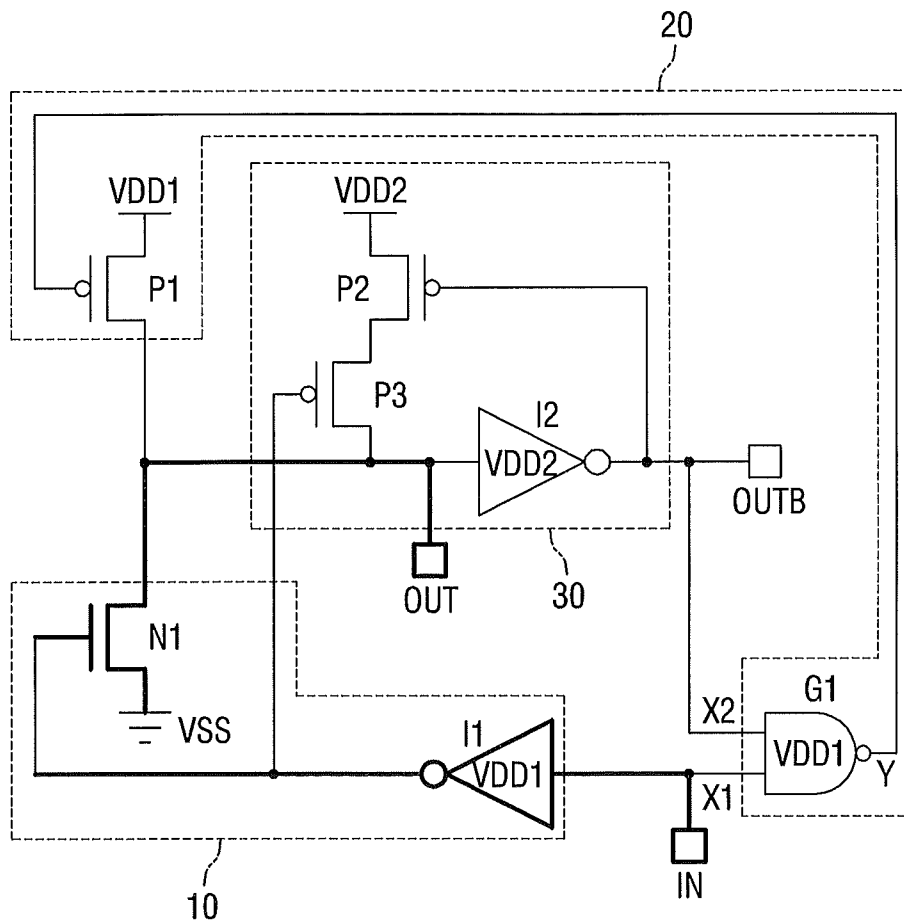 20
VDD1
VDD2
P1
P2
P3
I2
VDD2
OUTB
OUT
30
N1
G1
X2
VSS
I1
VDD1
VDD1
X1
Y
10
IN